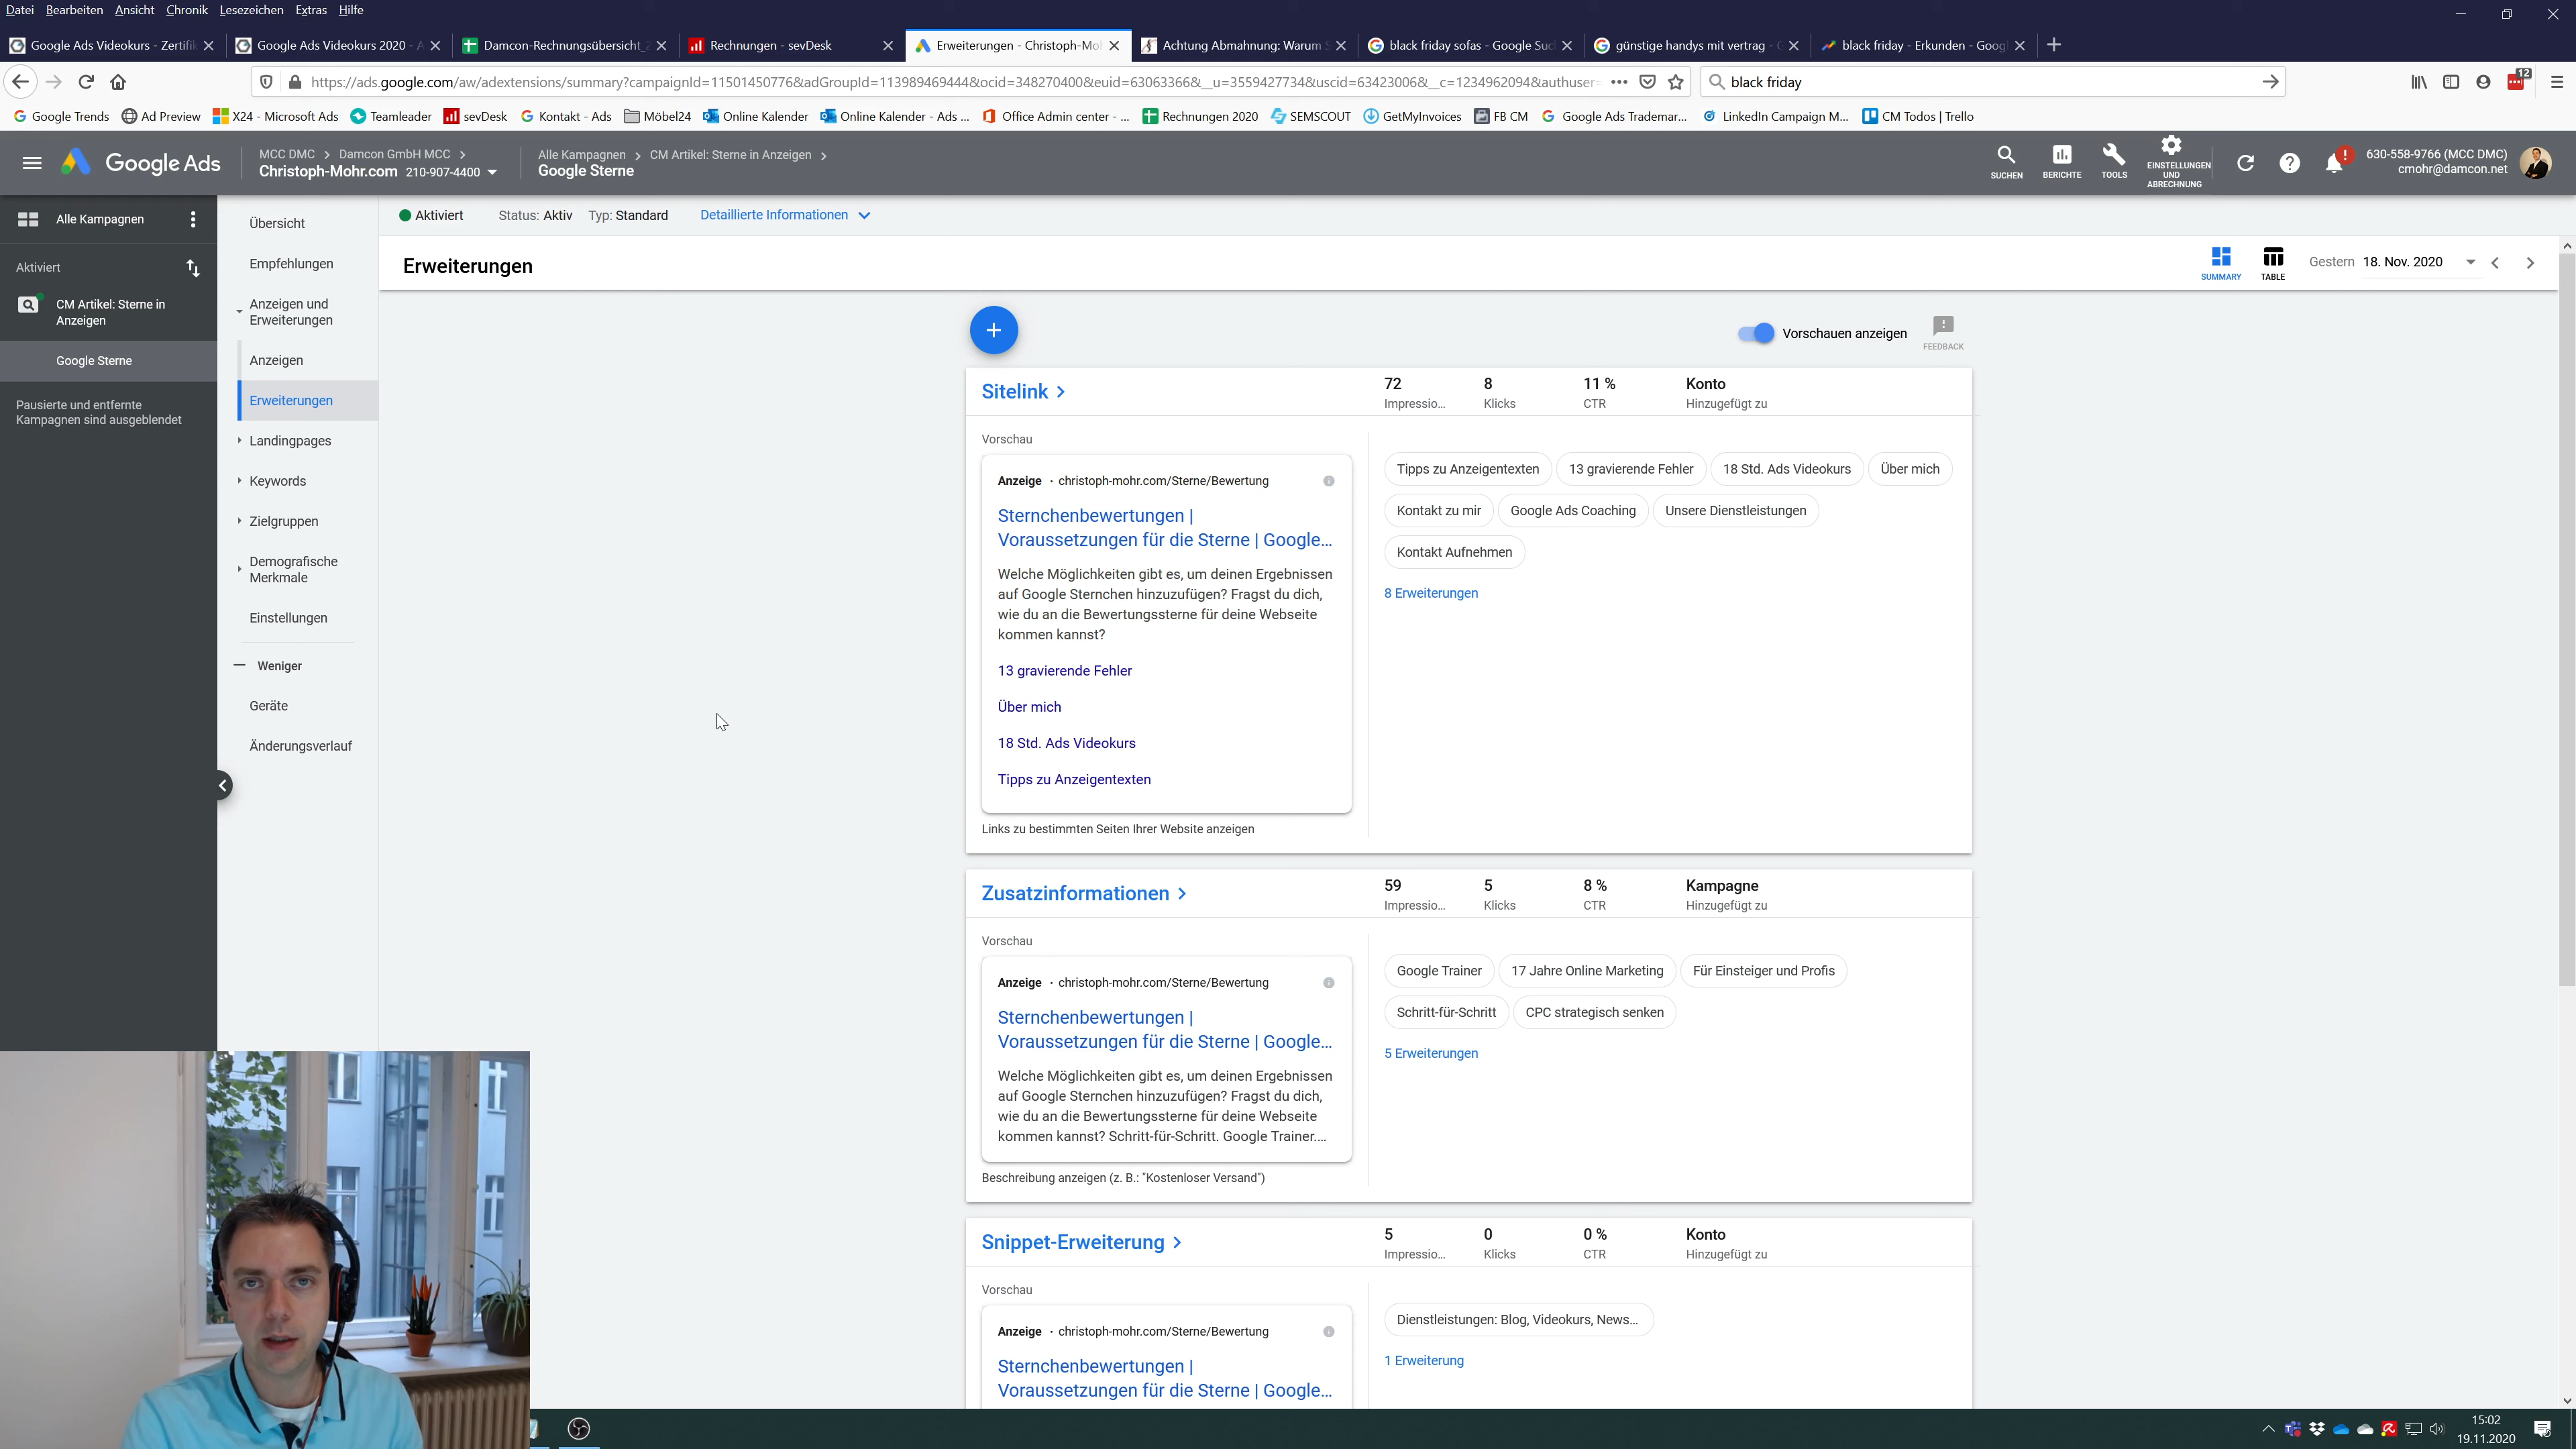 Datei Bearbeiten Ansicht Chronik Lesezeichen Extras Hilfe
Google Ads Videokurs - Zertifik
Google Ads Videokurs 2020 - A
Damcon-Rechnungsübersicht_2
Rechnungen - sevDesk
Erweiterungen - Christoph-Moh
Achtung Abmahnung: Warum S
black friday sofas - Google Suc
günstige handys mit vertrag -
black friday - Erkunden - Googl
https://ads.google.com/aw/adextensions/summary?campaignId=11501450776&adGroupId=113989469444&ocid=348270400&euid=63063366&__u=3559427734&uscid=63423006&__c=1234962094&authuser=
black friday
12
Google Trends
Ad Preview
X24 - Microsoft Ads
Teamleader
sevDesk
Kontakt - Ads
Möbel24
Online Kalender
Online Kalender - Ads ...
Office Admin center - ...
Rechnungen 2020
SEMSCOUT
GetMyInvoices
FB CM
Google Ads Trademar...
LinkedIn Campaign M...
CM Todos | Trello
Google Ads
MCC DMC > Damcon GmbH MCC >
Christoph-Mohr.com 210-907-4400
Alle Kampagnen > CM Artikel: Sterne in Anzeigen >
Google Sterne
SUCHEN
BERICHTE
TOOLS
EINSTELLUNGEN
UND
ABRECHNUNG
630-558-9766 (MCC DMC)
cmohr@damcon.net
Alle Kampagnen
Aktiviert
CM Artikel: Sterne in
Anzeigen
Google Sterne
Pausierte und entfernte
Kampagnen sind ausgeblendet
Übersicht
Empfehlungen
Anzeigen und
Erweiterungen
Anzeigen
Erweiterungen
Landingpages
Keywords
Zielgruppen
Demografische
Merkmale
Einstellungen
Weniger
Geräte
Änderungsverlauf
Aktiviert Status: Aktiv Typ: Standard Detaillierte Informationen
Erweiterungen
SUMMARY
TABLE
Gestern 18. Nov. 2020
Vorschauen anzeigen
FEEDBACK
Sitelink >
72
Impressio...
8
Klicks
11 %
CTR
Konto
Hinzugefügt zu
Vorschau
Anzeige · christoph-mohr.com/Sterne/Bewertung
Sternchenbewertungen |
Voraussetzungen für die Sterne | Google...
Welche Möglichkeiten gibt es, um deinen Ergebnissen
auf Google Sternchen hinzuzufügen? Fragst du dich,
wie du an die Bewertungssterne für deine Webseite
kommen kannst?
13 gravierende Fehler
Über mich
18 Std. Ads Videokurs
Tipps zu Anzeigentexten
Links zu bestimmten Seiten Ihrer Website anzeigen
Tipps zu Anzeigentexten
13 gravierende Fehler
18 Std. Ads Videokurs
Über mich
Kontakt zu mir
Google Ads Coaching
Unsere Dienstleistungen
Kontakt Aufnehmen
8 Erweiterungen
Zusatzinformationen >
59
Impressio...
5
Klicks
8 %
CTR
Kampagne
Hinzugefügt zu
Vorschau
Anzeige · christoph-mohr.com/Sterne/Bewertung
Sternchenbewertungen |
Voraussetzungen für die Sterne | Google...
Welche Möglichkeiten gibt es, um deinen Ergebnissen
auf Google Sternchen hinzuzufügen? Fragst du dich,
wie du an die Bewertungssterne für deine Webseite
kommen kannst? Schritt-für-Schritt. Google Trainer....
Beschreibung anzeigen (z. B.: "Kostenloser Versand")
Google Trainer
17 Jahre Online Marketing
Für Einsteiger und Profis
Schritt-für-Schritt
CPC strategisch senken
5 Erweiterungen
Snippet-Erweiterung >
5
Impressio...
0
Klicks
0 %
CTR
Konto
Hinzugefügt zu
Vorschau
Anzeige · christoph-mohr.com/Sterne/Bewertung
Sternchenbewertungen |
Voraussetzungen für die Sterne | Google...
Dienstleistungen: Blog, Videokurs, News...
1 Erweiterung
15:02
19.11.2020